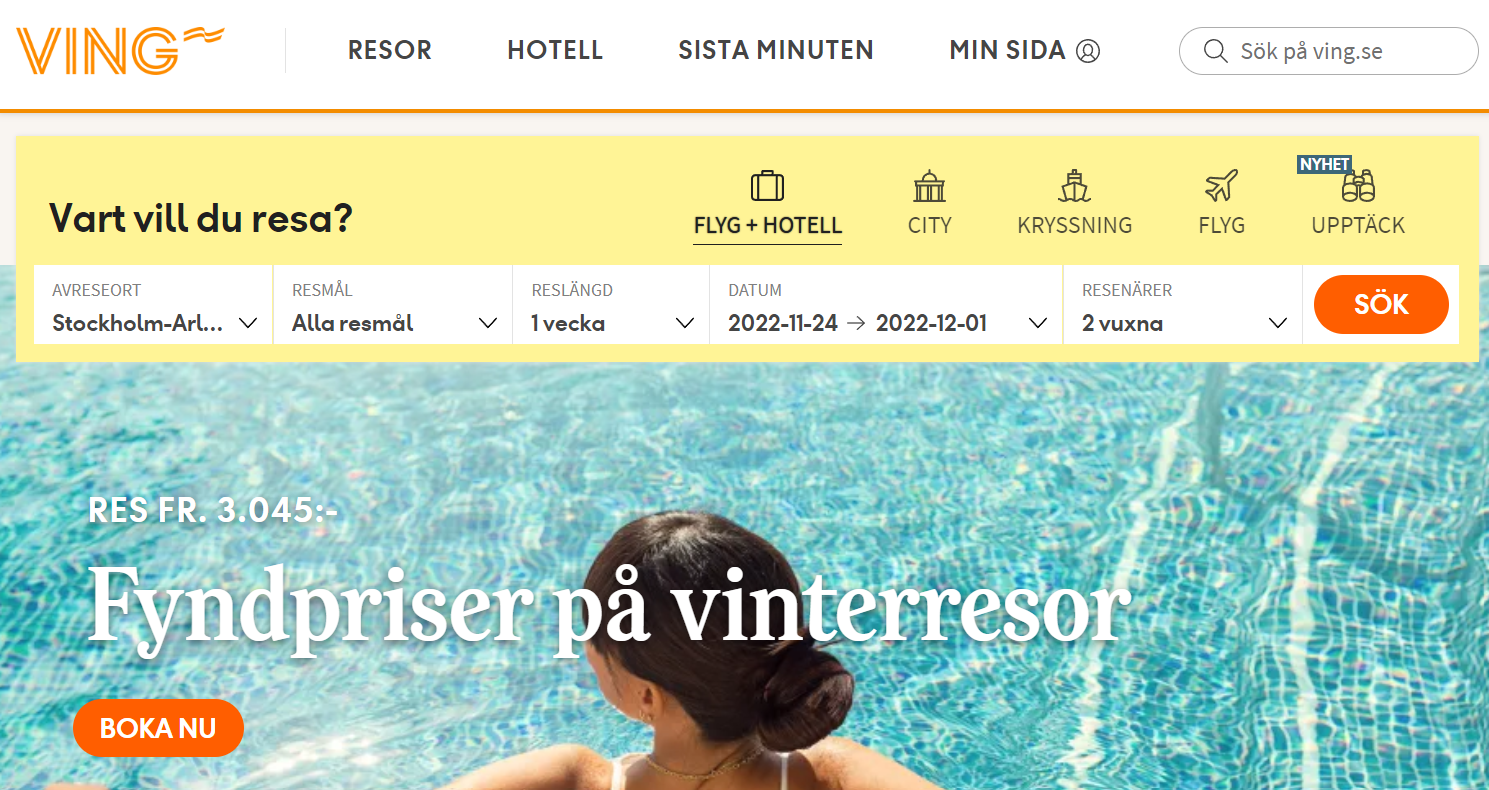 VING
RESOR
HOTELL
SISTA MINUTEN
MIN SIDA
Sök på ving.se
Vart vill du resa?
FLYG + HOTELL
CITY
KRYSSNING
FLYG
NYHET
UPPTÄCK
AVRESEORT
Stockholm-Arl...
RESMÅL
Alla resmål
RESLÄNGD
1 vecka
DATUM
2022-11-24 → 2022-12-01
RESENÄRER
2 vuxna
SÖK
RES FR. 3.045:-
Fyndpriser på vinterresor
BOKA NU